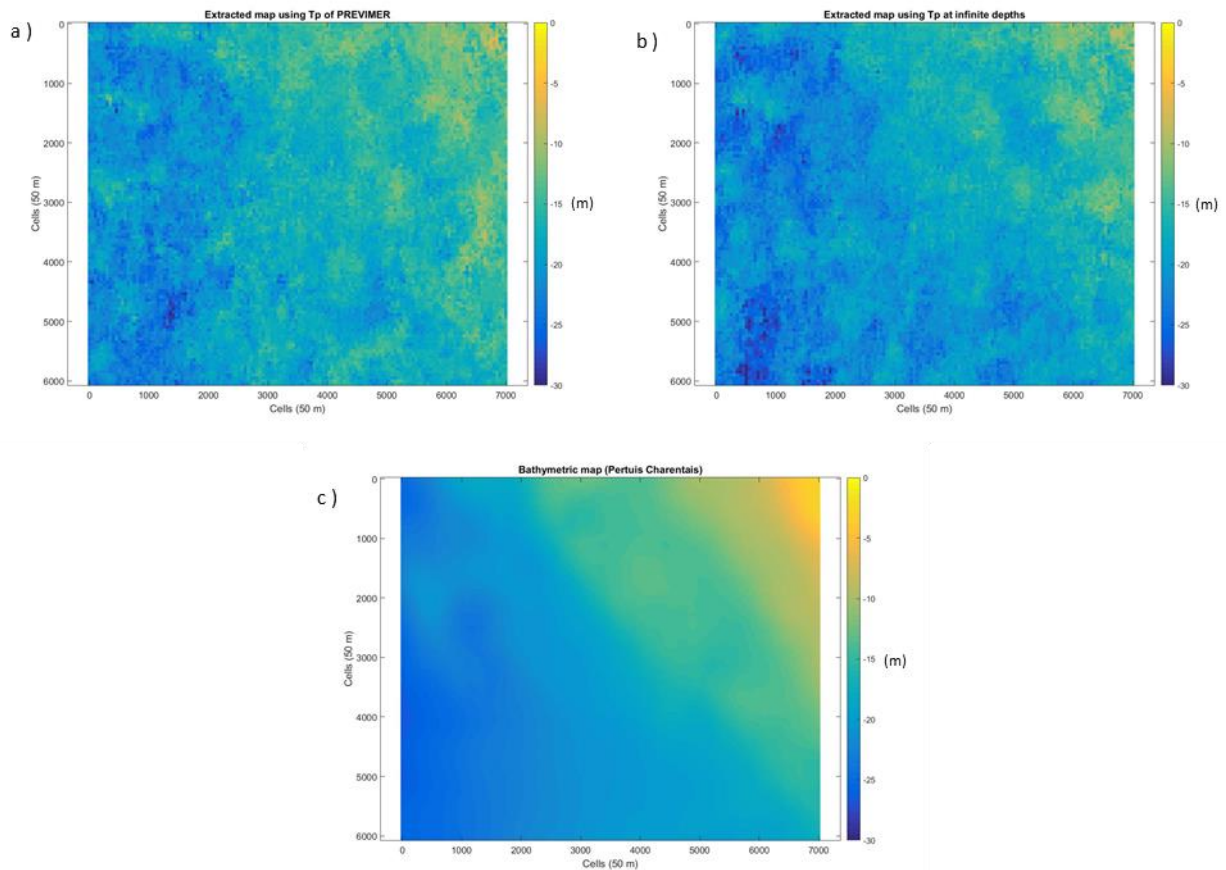 a )
Extracted map using Tp of PREVIMER
0
1000
2000
3000
4000
5000
6000
Cells (50 m)
0 1000 2000 3000 4000 5000 6000 7000
Cells (50 m)
0
-5
-10
-15
-20
-25
-30
(m)
b )
Extracted map using Tp at infinite depths
0
1000
2000
3000
4000
5000
6000
Cells (50 m)
0 1000 2000 3000 4000 5000 6000 7000
Cells (50 m)
0
-5
-10
-15
-20
-25
-30
(m)
c )
Bathymetric map (Pertuis Charentais)
0
1000
2000
3000
4000
5000
6000
Cells (50 m)
0 1000 2000 3000 4000 5000 6000 7000
Cells (50 m)
0
-5
-10
-15
-20
-25
-30
(m)